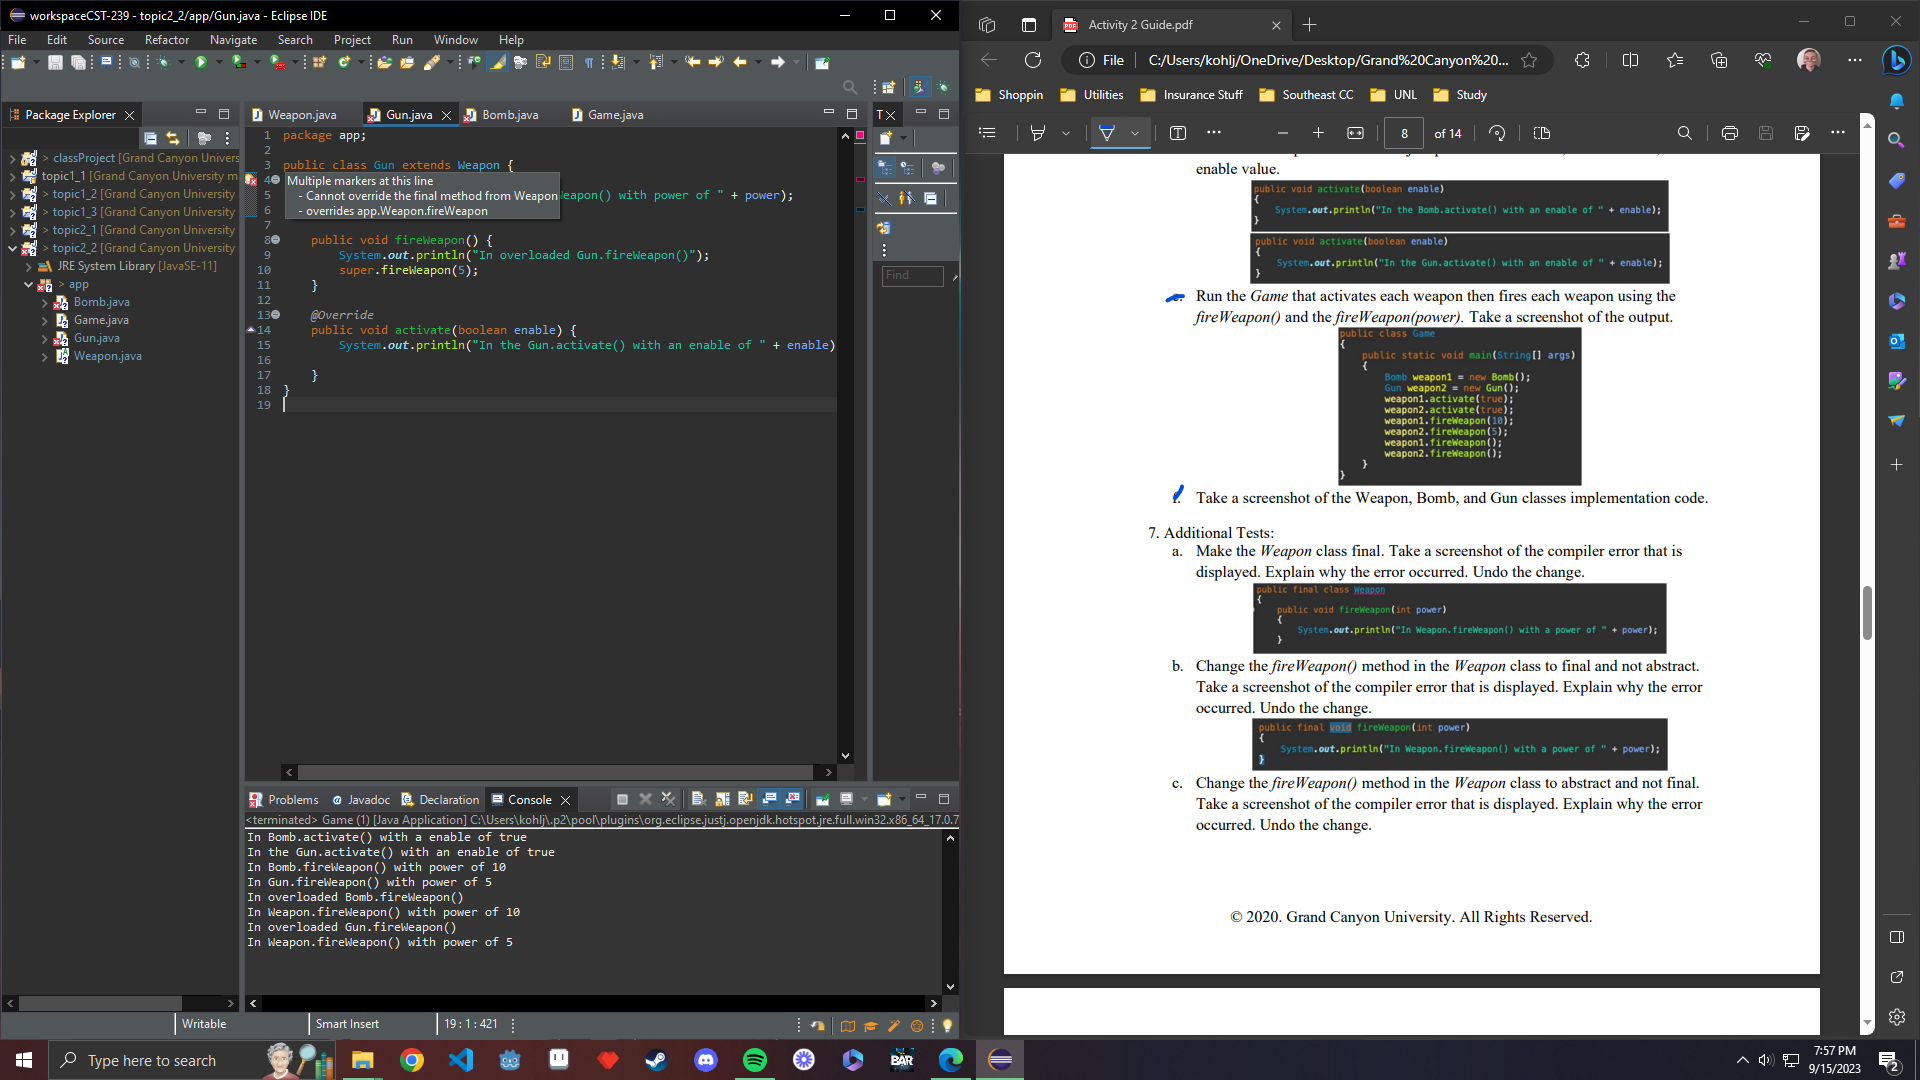 workspaceCST-239 - topic2_2/app/Gun.java - Eclipse IDE
File Edit Source Refactor Navigate Search Project Run Window Help
Package Explorer
> classProject [Grand Canyon Univers
topic1_1 [Grand Canyon University m
> topic1_2 [Grand Canyon University
> topic1_3 [Grand Canyon University
> topic2_1 [Grand Canyon University
> topic2_2 [Grand Canyon University
JRE System Library [JavaSE-11]
> app
Bomb.java
Game.java
Gun.java
Weapon.java
Weapon.java Gun.java Bomb.java Game.java
1 package app;
2
3 public class Gun extends Weapon {
4
Multiple markers at this line
- Cannot override the final method from Weapon
- overrides app.Weapon.fireWeapon
5 Weapon() with power of " + power);
6
7
8 public void fireWeapon() {
9 System.out.println("In overloaded Gun.fireWeapon()");
10 super.fireWeapon(5);
11 }
12
13 @Override
14 public void activate(boolean enable) {
15 System.out.println("In the Gun.activate() with an enable of " + enable)
16
17 }
18 }
19
Find
Problems Javadoc Declaration Console
<terminated> Game (1) [Java Application] C:\Users\kohlj\.p2\pool\plugins\org.eclipse.justj.openjdk.hotspot.jre.full.win32.x86_64_17.0.7
In Bomb.activate() with a enable of true
In the Gun.activate() with an enable of true
In Bomb.fireWeapon() with power of 10
In Gun.fireWeapon() with power of 5
In overloaded Bomb.fireWeapon()
In Weapon.fireWeapon() with power of 10
In overloaded Gun.fireWeapon()
In Weapon.fireWeapon() with power of 5
Writable Smart Insert 19 : 1 : 421
Activity 2 Guide.pdf
File C:/Users/kohlj/OneDrive/Desktop/Grand%20Canyon%20...
Shoppin Utilities Insurance Stuff Southeast CC UNL Study
8 of 14
enable value.
public void activate(boolean enable)
{
System.out.println("In the Bomb.activate() with an enable of " + enable);
}
public void activate(boolean enable)
{
System.out.println("In the Gun.activate() with an enable of " + enable);
}
Run the Game that activates each weapon then fires each weapon using the
fireWeapon() and the fireWeapon(power). Take a screenshot of the output.
public class Game
{
public static void main(String[] args)
{
Bomb weapon1 = new Bomb();
Gun weapon2 = new Gun();
weapon1.activate(true);
weapon2.activate(true);
weapon1.fireWeapon(10);
weapon2.fireWeapon(5);
weapon1.fireWeapon();
weapon2.fireWeapon();
}
}
Take a screenshot of the Weapon, Bomb, and Gun classes implementation code.
7. Additional Tests:
a. Make the Weapon class final. Take a screenshot of the compiler error that is
displayed. Explain why the error occurred. Undo the change.
public final class Weapon
{
public void fireWeapon(int power)
{
System.out.println("In Weapon.fireWeapon() with a power of " + power);
}
b. Change the fireWeapon() method in the Weapon class to final and not abstract.
Take a screenshot of the compiler error that is displayed. Explain why the error
occurred. Undo the change.
public final void fireWeapon(int power)
{
System.out.println("In Weapon.fireWeapon() with a power of " + power);
}
c. Change the fireWeapon() method in the Weapon class to abstract and not final.
Take a screenshot of the compiler error that is displayed. Explain why the error
occurred. Undo the change.
© 2020. Grand Canyon University. All Rights Reserved.
Type here to search
BAR
7:57 PM
9/15/2023
2